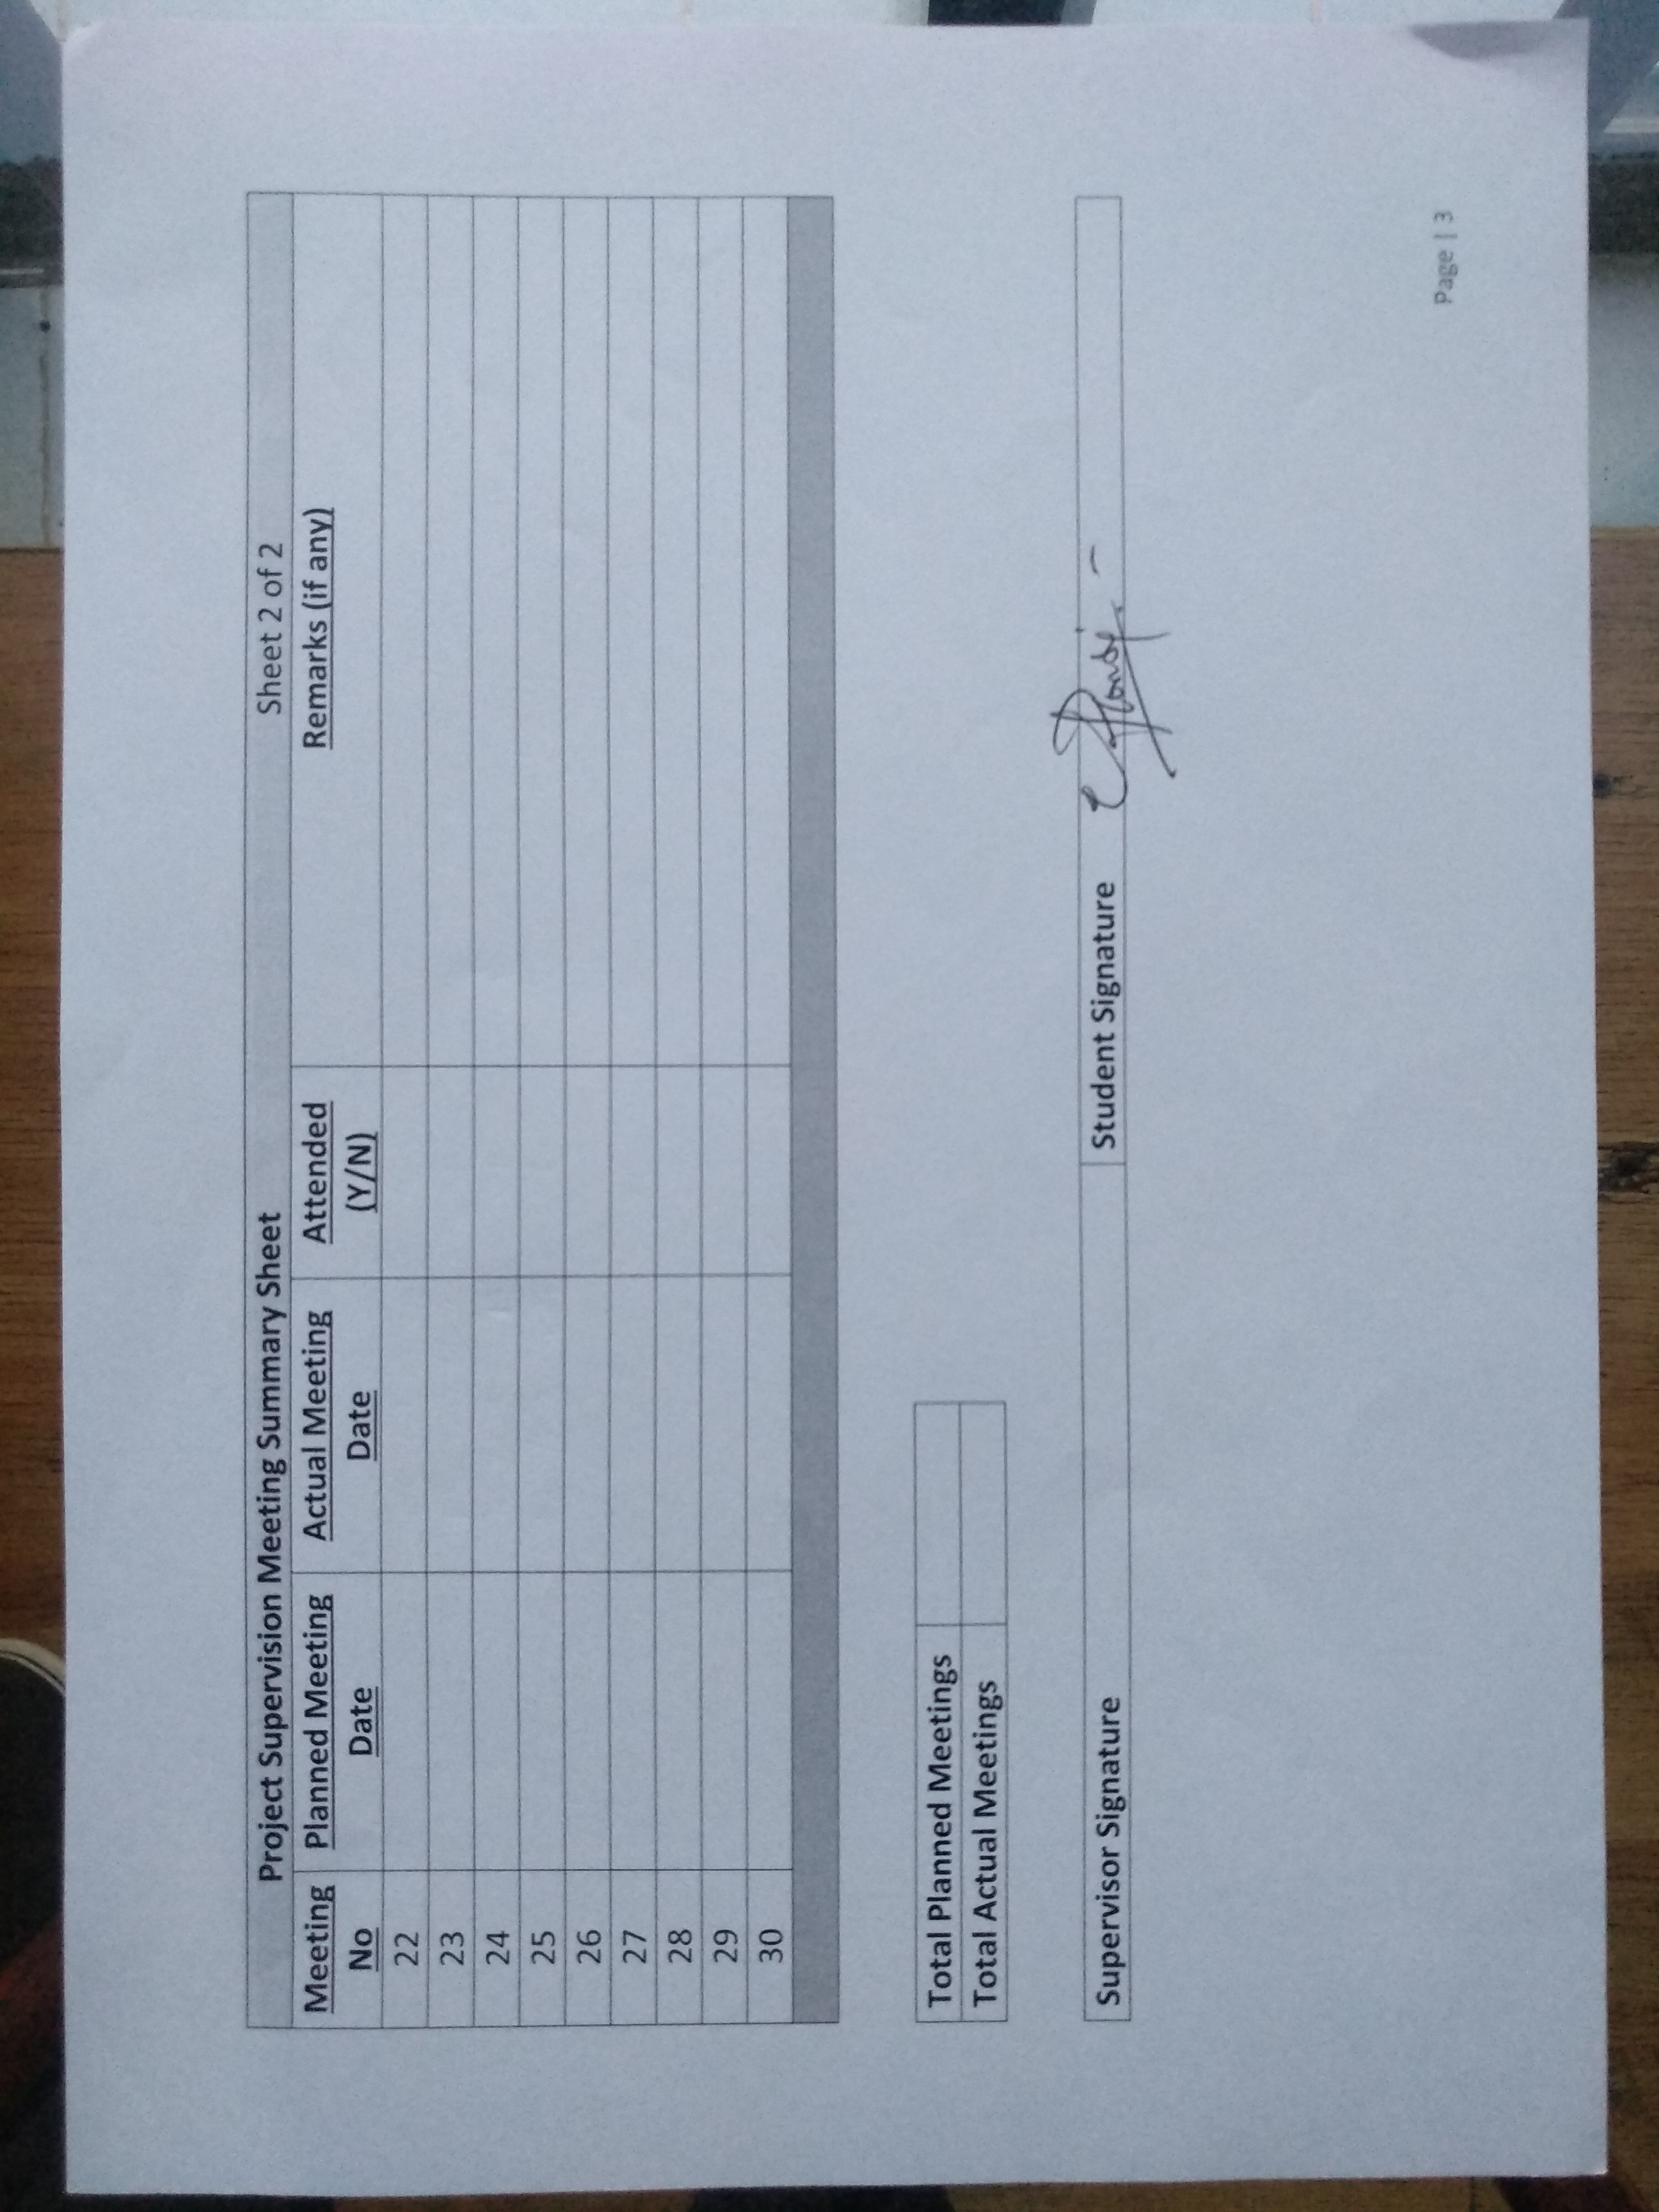 Project Supervision Meeting Summary Sheet Sheet 2 of 2
Meeting No Planned Meeting Date Actual Meeting Date Attended (Y/N) Remarks (if any)
22
23
24
25
26
27
28
29
30
Total Planned Meetings
Total Actual Meetings
Supervisor Signature Student Signature
Page | 3